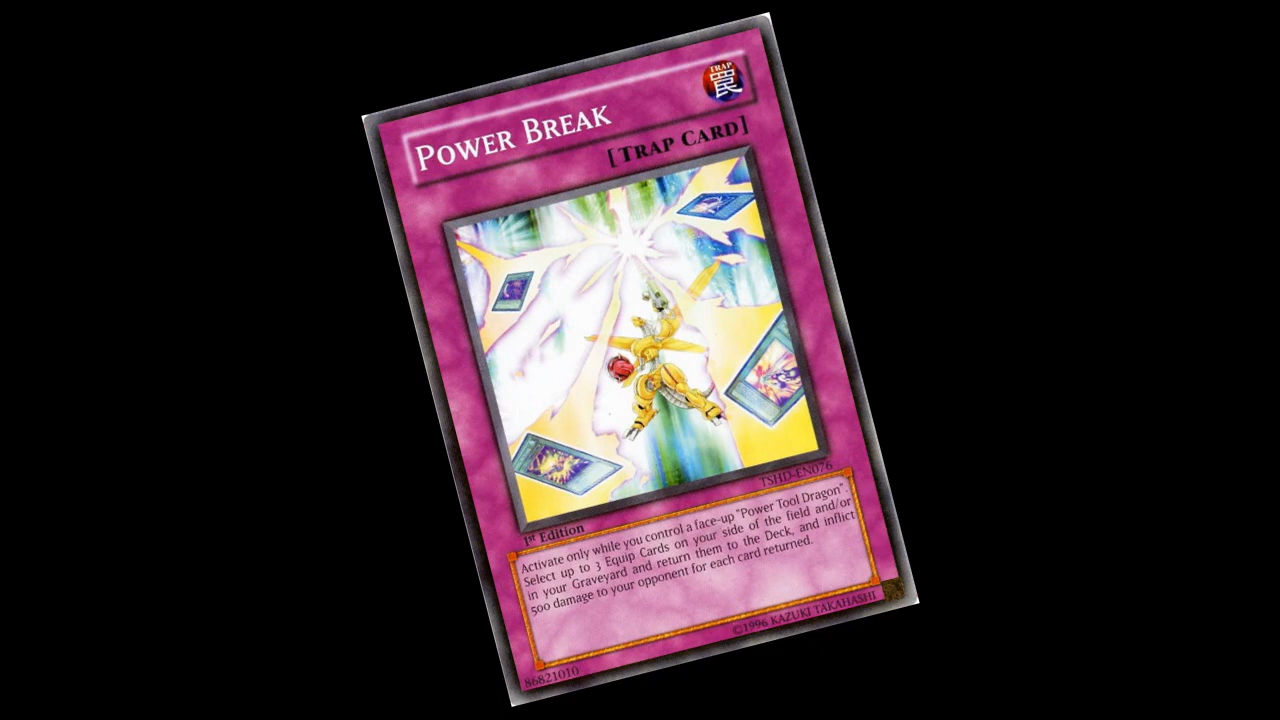 POWER BREAK
TRAP
罠
[TRAP CARD]
TSHD-EN076
1st Edition
Activate only while you control a face-up "Power Tool Dragon".
Select up to 3 Equip Cards on your side of the field and/or
in your Graveyard and return them to the Deck, and inflict
500 damage to your opponent for each card returned.
86821010
©1996 KAZUKI TAKAHASHI